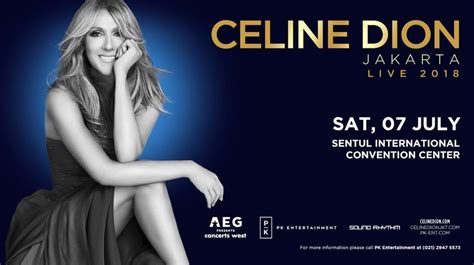 CELINE DION
JAKARTA
LIVE 2018
SAT, 07 JULY
SENTUL INTERNATIONAL
CONVENTION CENTER
AEG
PRESENTS
concerts west
P
K
PK ENTERTAINMENT
SOUND RHYTHM
CELINEDION.COM
CELINEDIONJKT.COM
PK-ENT.COM
For more information please call PK Entertainment at (021) 2947 5573